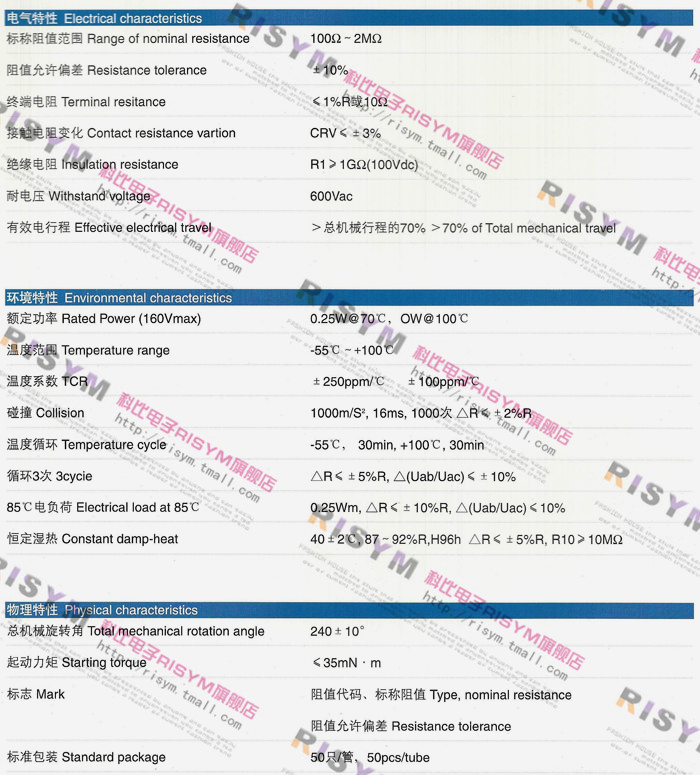 电气特性 Electrical characteristics
标称阻值范围 Range of nominal resistance 100Ω ~ 2MΩ
阻值允许偏差 Resistance tolerance ±10%
终端电阻 Terminal resitance ≤1%R或10Ω
接触电阻变化 Contact resistance vartion CRV≤ ±3%
绝缘电阻 Insulation resistance R1≥1GΩ(100Vdc)
耐电压 Withstand voltage 600Vac
有效电行程 Effective electrical travel >总机械行程的70% >70% of Total mechanical travel
环境特性 Environmental characteristics
额定功率 Rated Power (160Vmax) 0.25W@70℃, OW@100℃
温度范围 Temperature range -55℃ ~ +100℃
温度系数 TCR ±250ppm/℃ ±100ppm/℃
碰撞 Collision 1000m/S², 16ms, 1000次 △R≤ ±2%R
温度循环 Temperature cycle -55℃, 30min, +100℃, 30min
循环3次 3cycie △R≤ ±5%R, △(Uab/Uac)≤ ±10%
85℃电负荷 Electrical load at 85℃ 0.25Wm, △R≤ ±10%R, △(Uab/Uac)≤10%
恒定湿热 Constant damp-heat 40±2℃, 87~92%R,H96h △R≤ ±5%R, R10≥10MΩ
物理特性 Physical characteristics
总机械旋转角 Total mechanical rotation angle 240±10°
起动力矩 Starting torque ≤35mN·m
标志 Mark 阻值代码、标称阻值 Type, nominal resistance
阻值允许偏差 Resistance tolerance
标准包装 Standard package 50只/管, 50pcs/tube
RISYM
科比电子RISYM旗舰店
http://risym.tmall.com